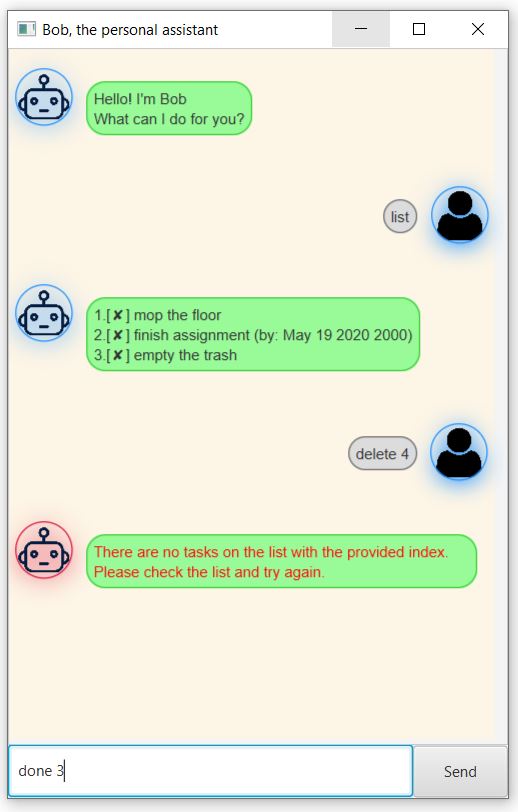 Bob, the personal assistant
Hello! I'm Bob
What can I do for you?
list
1.[✘] mop the floor
2.[✘] finish assignment (by: May 19 2020 2000)
3.[✘] empty the trash
delete 4
There are no tasks on the list with the provided index.
Please check the list and try again.
done 3
Send